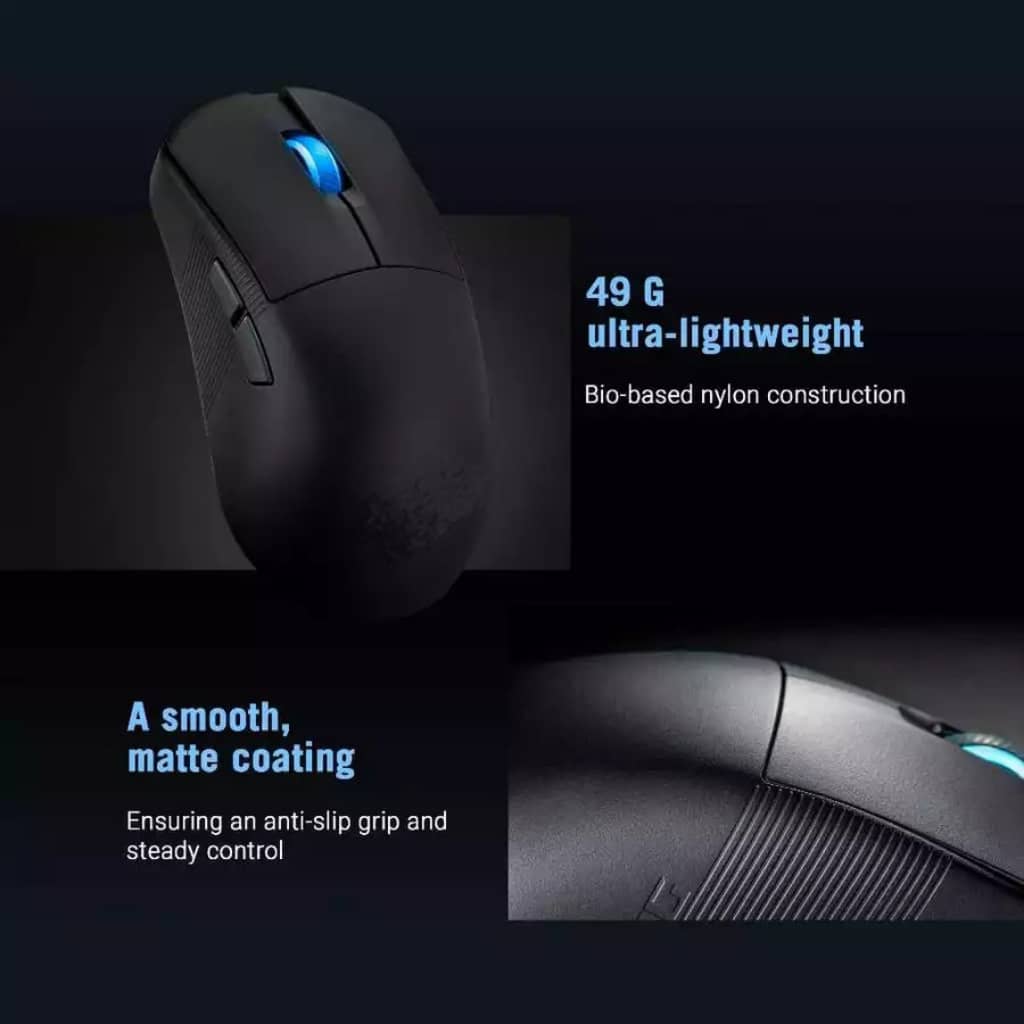 49 G
ultra-lightweight
Bio-based nylon construction
A smooth,
matte coating
Ensuring an anti-slip grip and
steady control